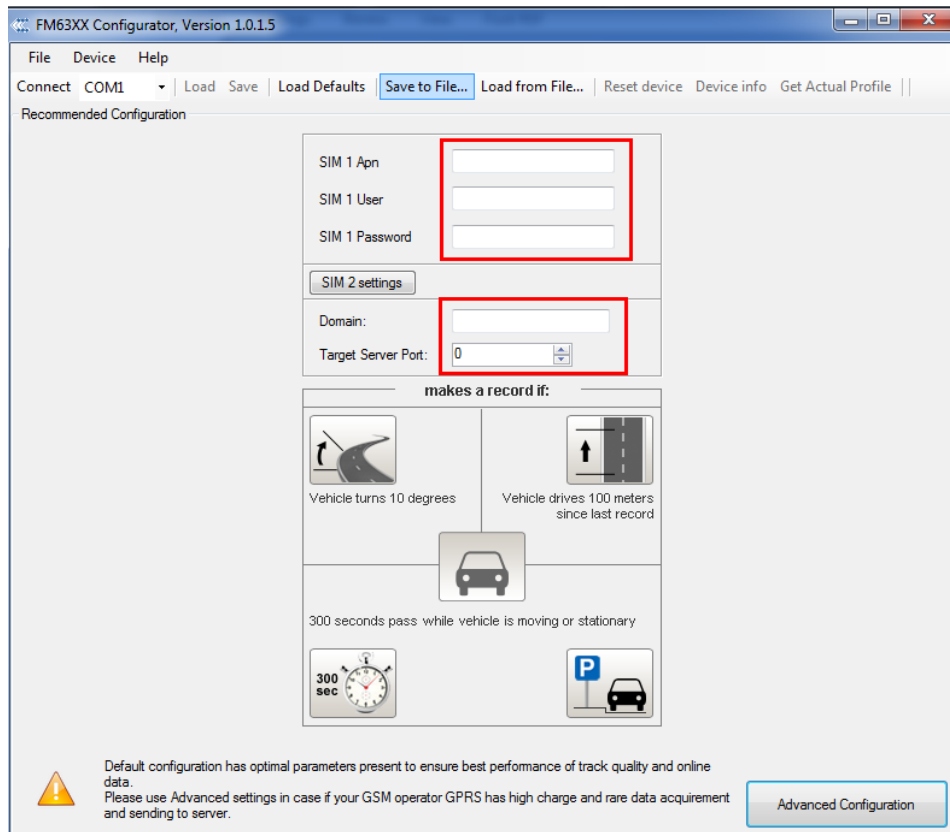 FM63XX Configurator, Version 1.0.1.5
File Device Help
Connect COM1 Load Save Load Defaults Save to File... Load from File... Reset device Device info Get Actual Profile
Recommended Configuration
SIM 1 Apn
SIM 1 User
SIM 1 Password
SIM 2 settings
Domain:
Target Server Port: 0
makes a record if:
Vehicle turns 10 degrees
Vehicle drives 100 meters
since last record
300 seconds pass while vehicle is moving or stationary
300
sec
P
Default configuration has optimal parameters present to ensure best performance of track quality and online
data.
Please use Advanced settings in case if your GSM operator GPRS has high charge and rare data acquirement
and sending to server.
Advanced Configuration